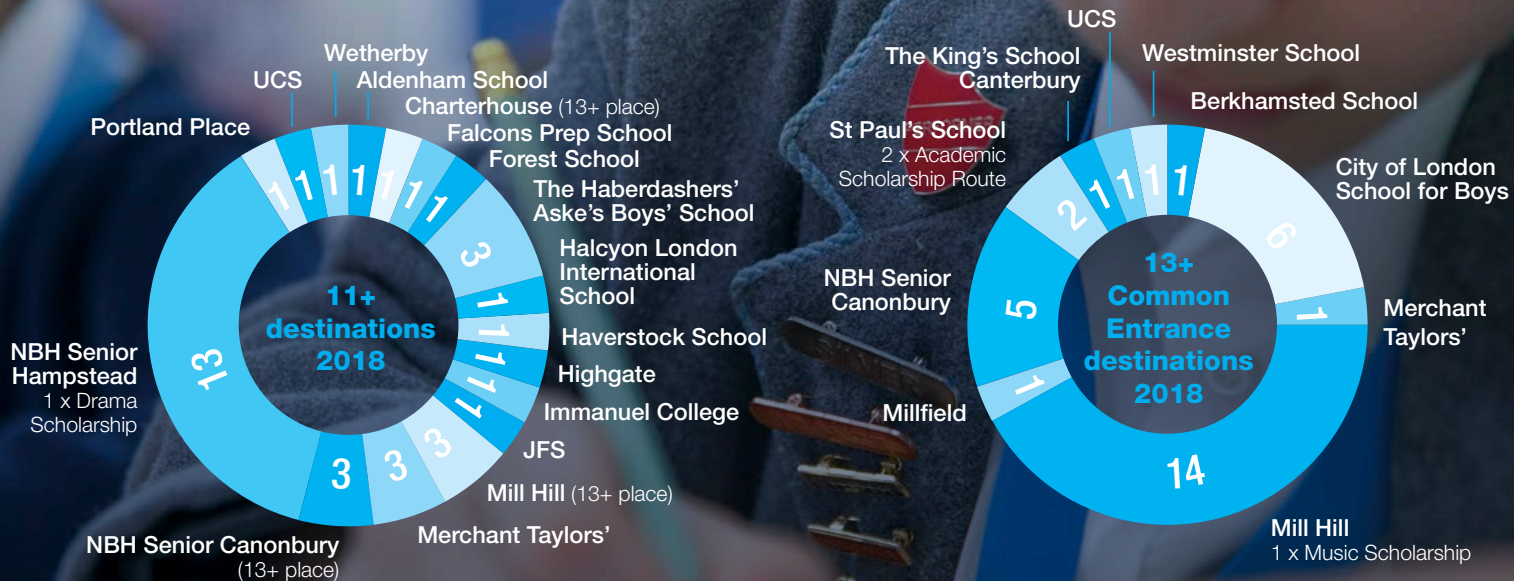 UCS
Wetherby
Aldenham School
Charterhouse (13+ place)
Falcons Prep School
Forest School
The Haberdashers'
Aske's Boys' School
Halcyon London
International
School
Haverstock School
Highgate
Immanuel College
JFS
Mill Hill (13+ place)
Merchant Taylors'
NBH Senior Canonbury
(13+ place)
NBH Senior
Hampstead
1 x Drama
Scholarship
Portland Place
1
1
1
1
1
1
1
3
1
1
1
1
1
3
3
3
13
11+
destinations
2018
UCS
Westminster School
Berkhamsted School
City of London
School for Boys
Merchant
Taylors'
Mill Hill
1 x Music Scholarship
Millfield
NBH Senior
Canonbury
St Paul's School
2 x Academic
Scholarship Route
The King's School
Canterbury
1
1
1
1
6
1
14
1
5
2
13+
Common
Entrance
destinations
2018